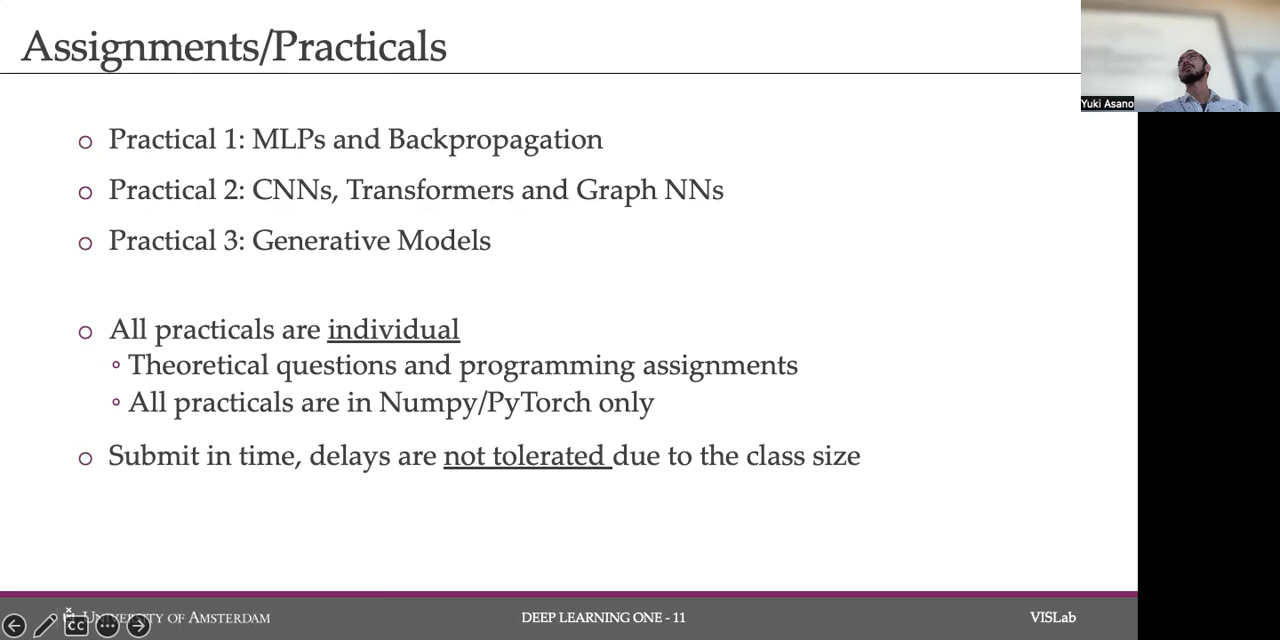 Assignments/Practicals
Yuki Asano
Practical 1: MLPs and Backpropagation
Practical 2: CNNs, Transformers and Graph NNs
Practical 3: Generative Models
All practicals are individual
Theoretical questions and programming assignments
All practicals are in Numpy/PyTorch only
Submit in time, delays are not tolerated due to the class size
CC
UNIVERSITY OF AMSTERDAM
DEEP LEARNING ONE - 11
VISLab